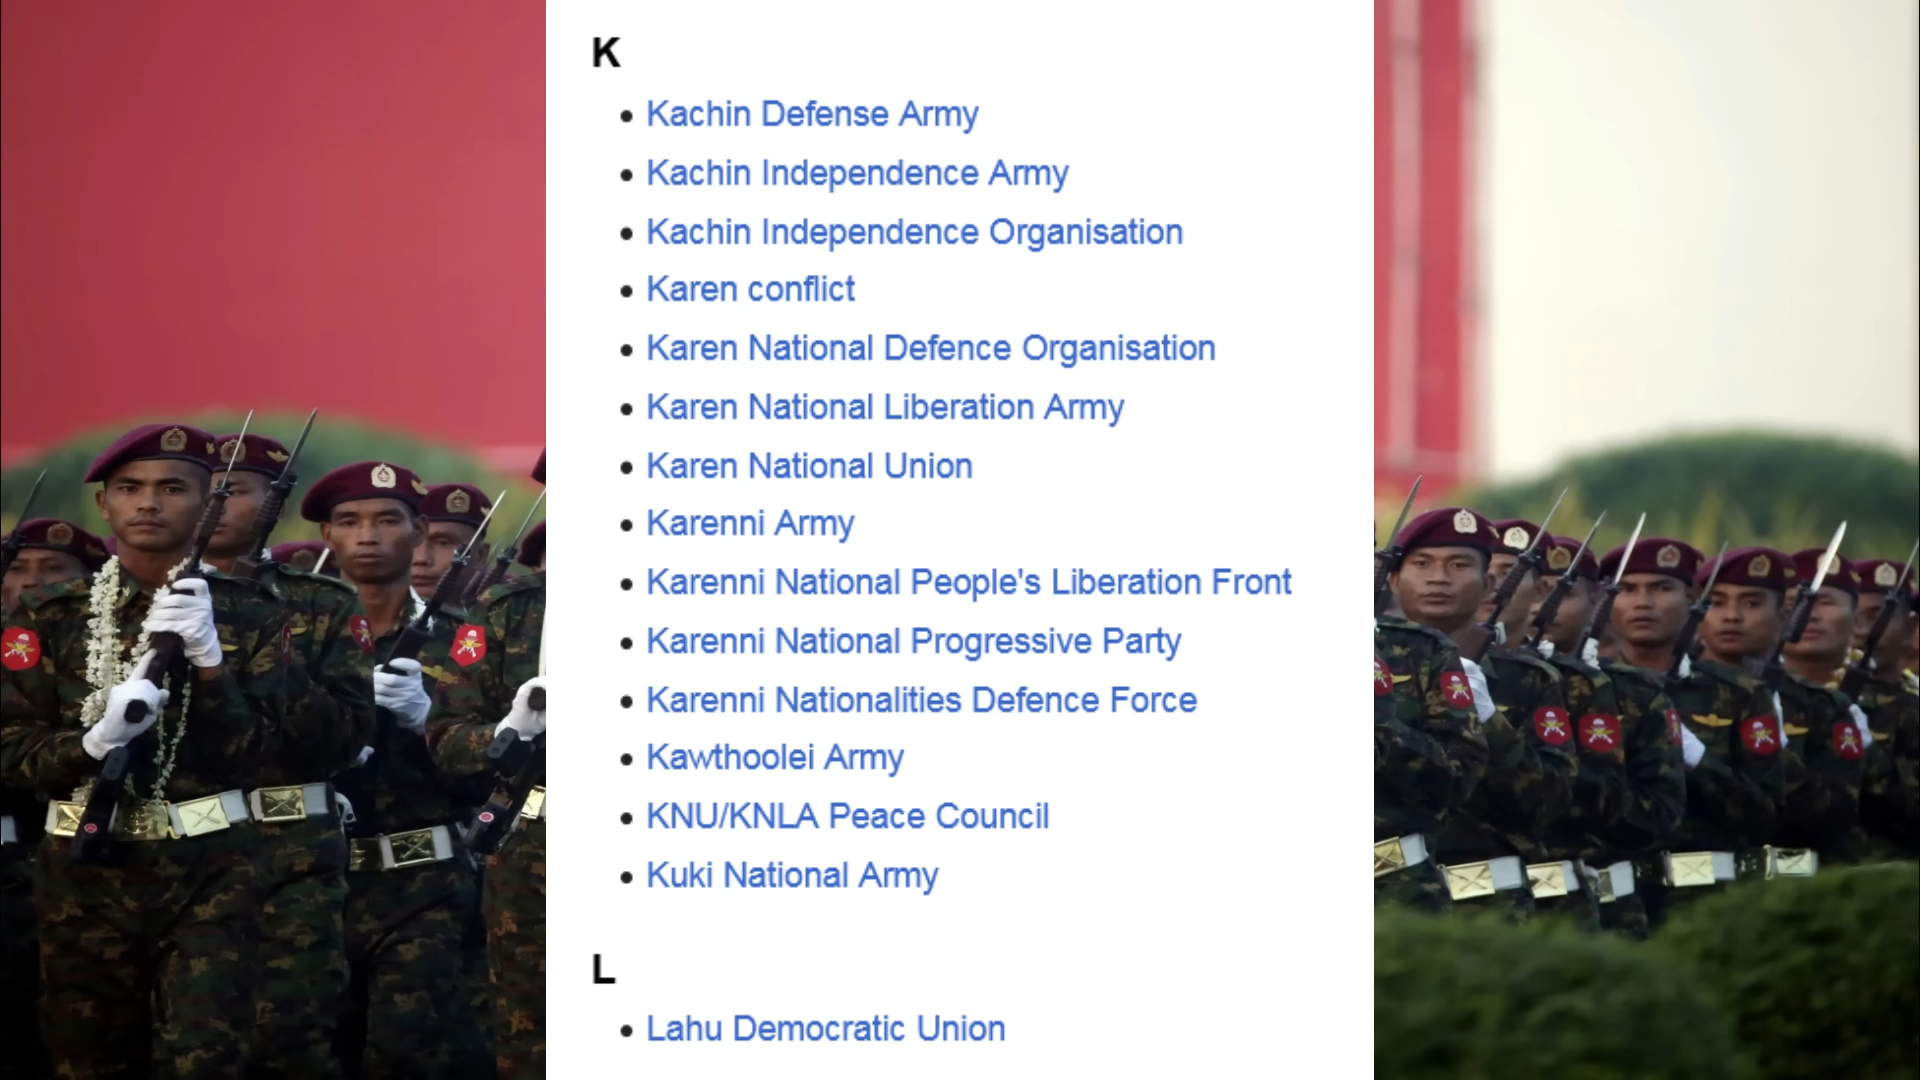 K
Kachin Defense Army
Kachin Independence Army
Kachin Independence Organisation
Karen conflict
Karen National Defence Organisation
Karen National Liberation Army
Karen National Union
Karenni Army
Karenni National People's Liberation Front
Karenni National Progressive Party
Karenni Nationalities Defence Force
Kawthoolei Army
KNU/KNLA Peace Council
Kuki National Army
L
Lahu Democratic Union